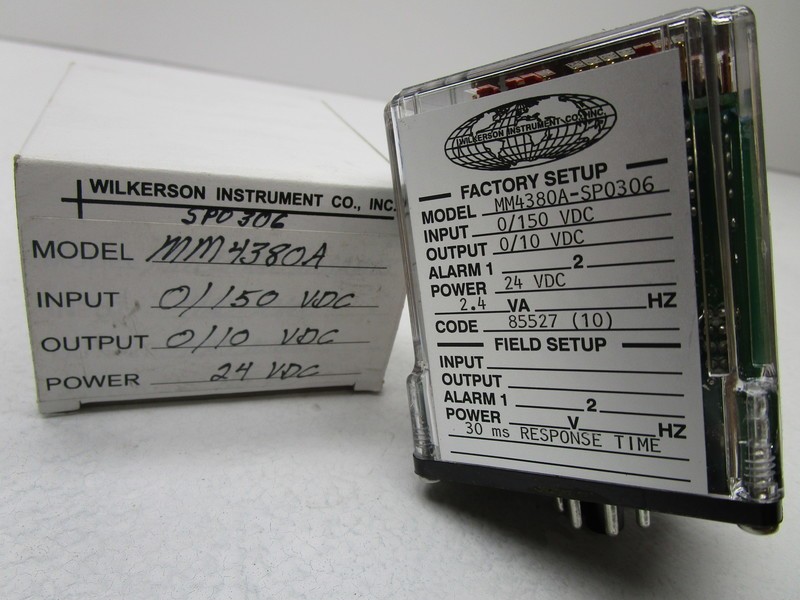 WILKERSON INSTRUMENT CO., INC.
SP0306
MODEL MM4380A
INPUT 0/150 VDC
OUTPUT 0/10 VDC
POWER 24 VDC
WILKERSON INSTRUMENT CO., INC.
FACTORY SETUP
MODEL MM4380A-SP0306
INPUT 0/150 VDC
OUTPUT 0/10 VDC
ALARM 1 2
POWER 24 VDC
2.4 VA HZ
CODE 85527 (10)
FIELD SETUP
INPUT
OUTPUT
ALARM 1 2
POWER V HZ
30 ms RESPONSE TIME